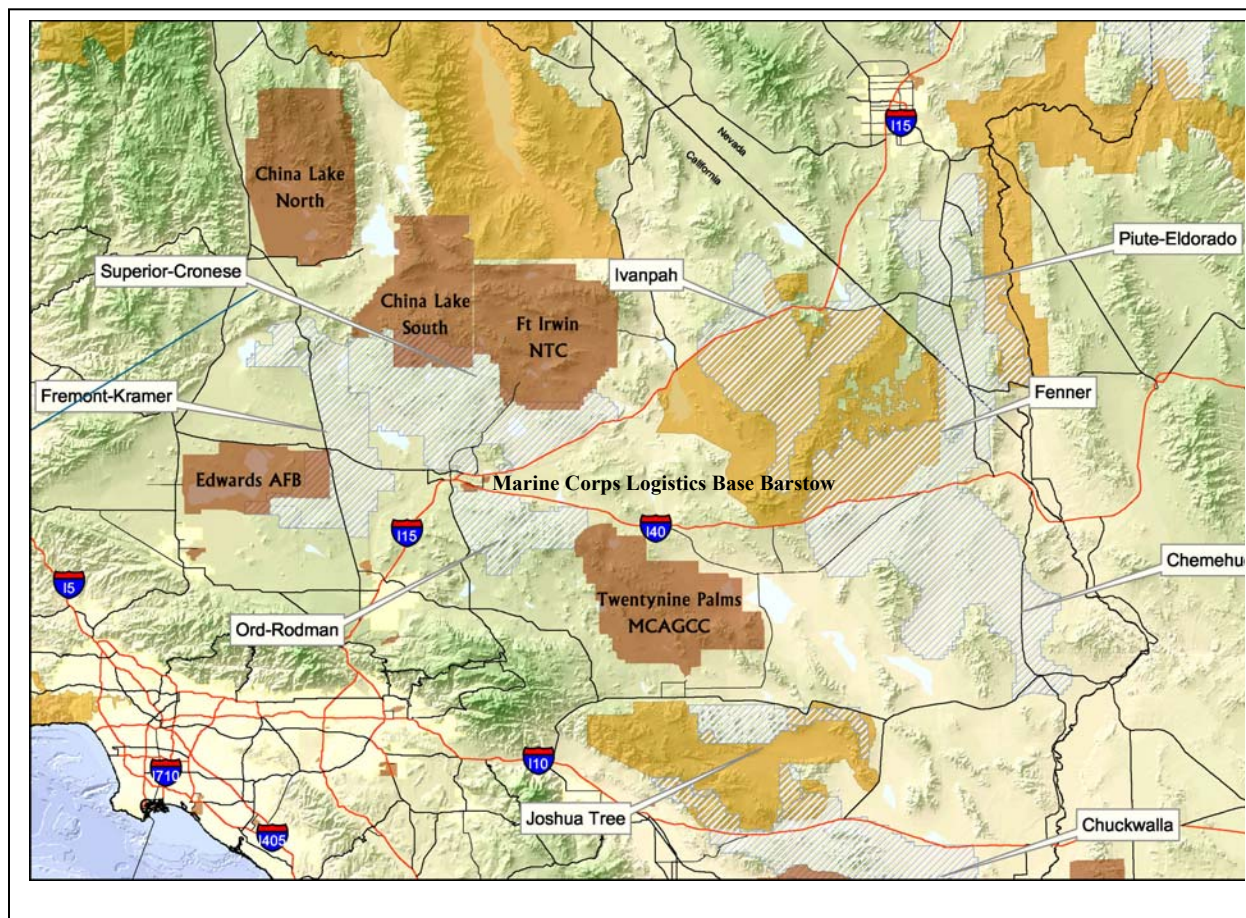 I15
Nevada
California
China Lake
North
Piute-Eldorado
Superior-Cronese
Ivanpah
China Lake
South
Ft Irwin
NTC
Fremont-Kramer
Fenner
Edwards AFB
Marine Corps Logistics Base Barstow
I15
I40
Chemehue
I5
Twentynine Palms
MCAGCC
Ord-Rodman
I10
I710
Joshua Tree
Chuckwalla
I405